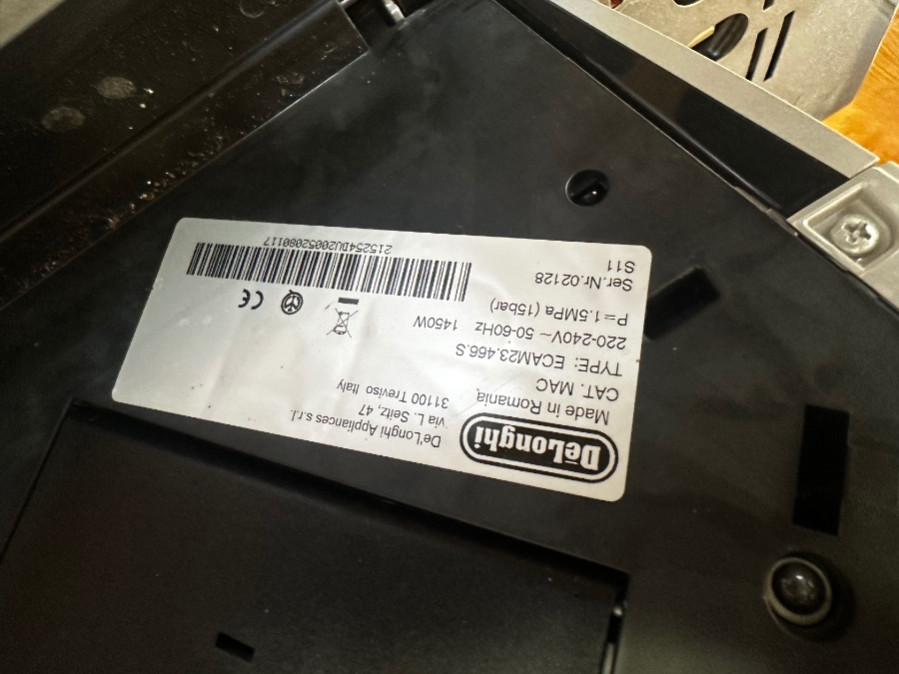 DeLonghi
De'Longhi Appliances s.r.l.
via L. Seitz, 47
31100 Treviso Italy
Made in Romania
CAT. MAC
TYPE: ECAM23.466.S
220-240V~ 50-60Hz 1450W
P=1.5MPa (15bar)
Ser.Nr.02128
S11
CE
215254DU20052080117